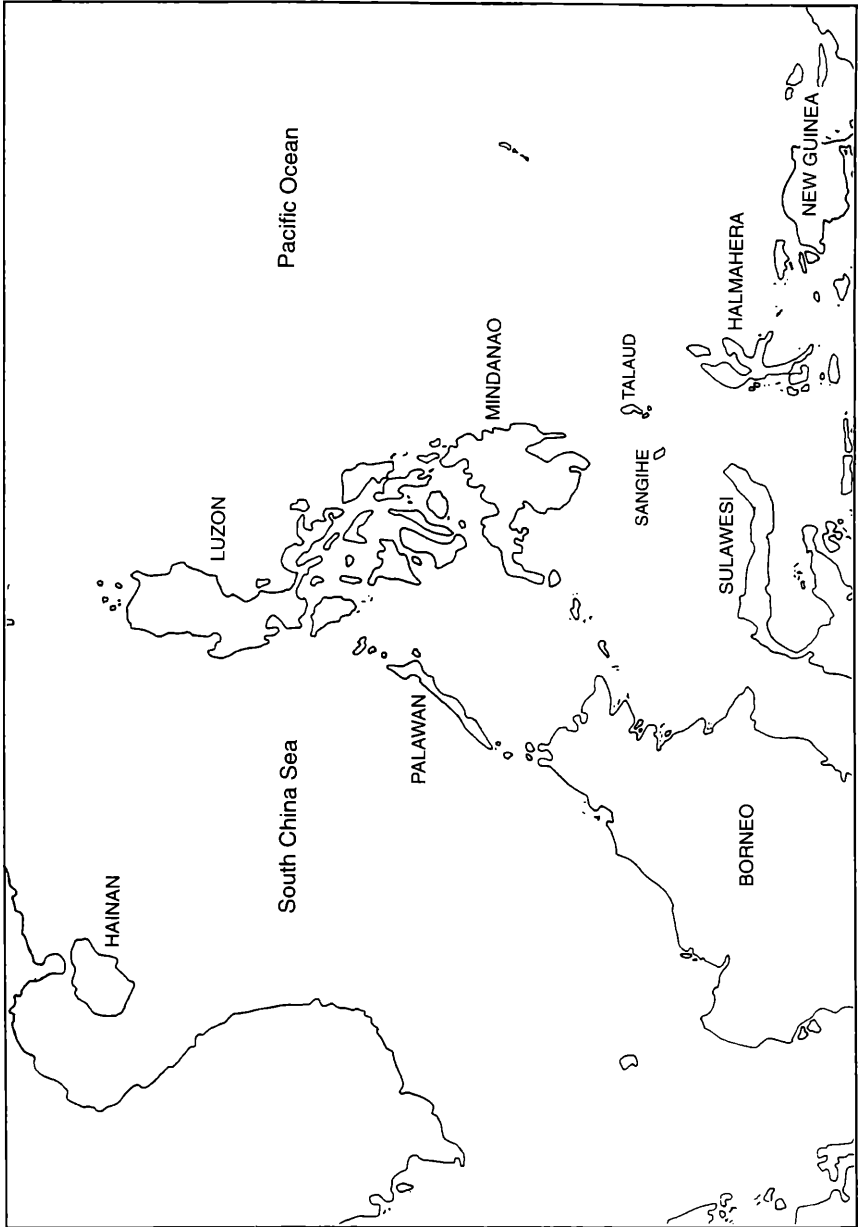 HAINAN
South China Sea
LUZON
Pacific Ocean
PALAWAN
MINDANAO
SANGIHE
TALAUD
BORNEO
SULAWESI
HALMAHERA
NEW GUINEA